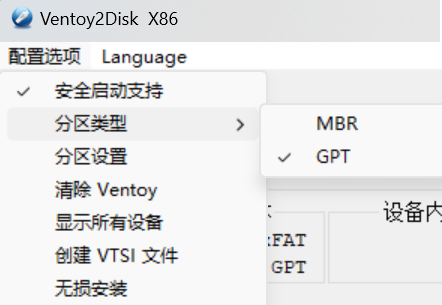 Ventoy2Disk X86
配置选项 Language
安全启动支持
分区类型
MBR
分区设置
GPT
清除 Ventoy
显示所有设备
设备内
创建 VTSI 文件
FAT
GPT
无损安装